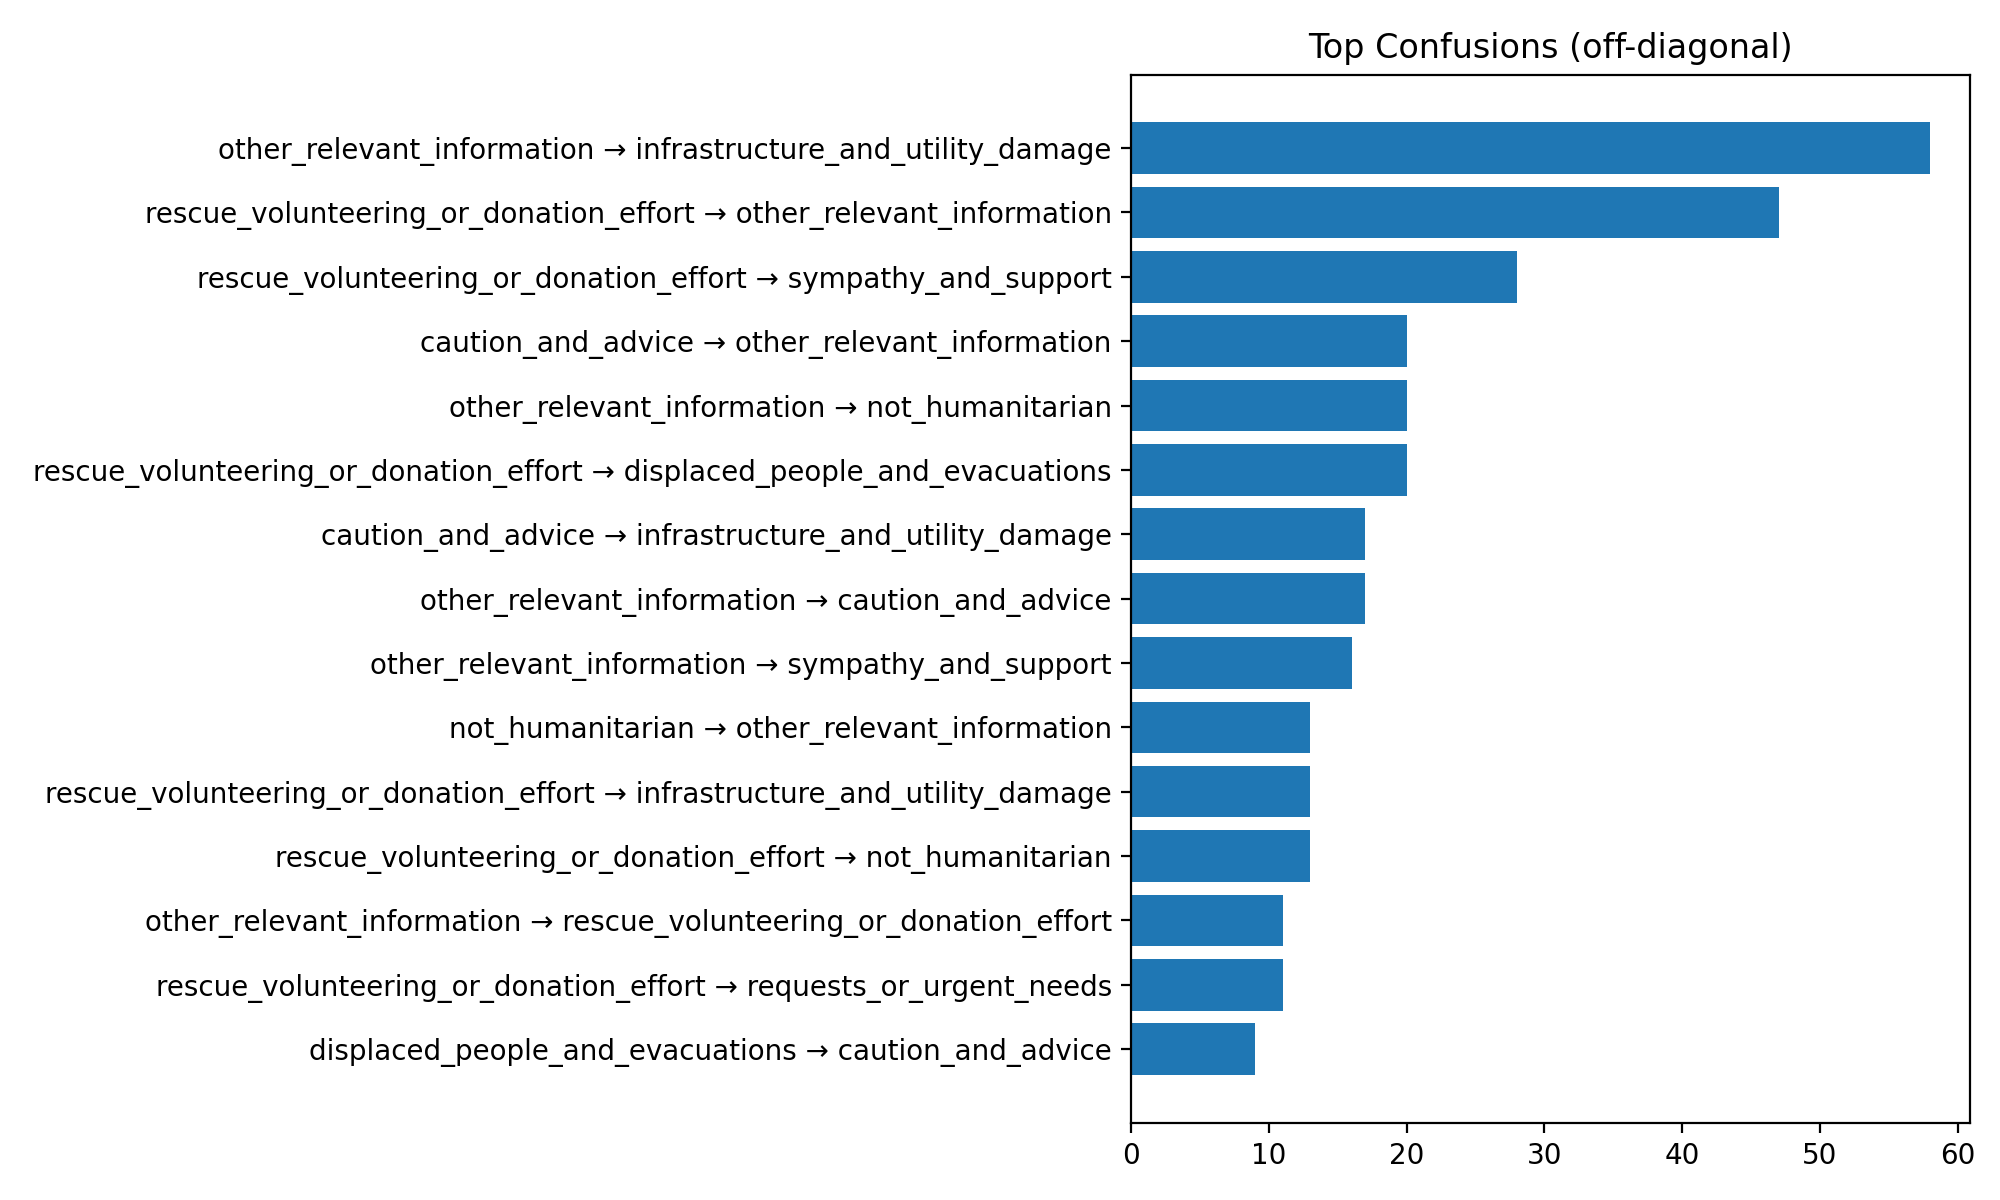 Top Confusions (off-diagonal)
other_relevant_information → infrastructure_and_utility_damage
rescue_volunteering_or_donation_effort → other_relevant_information
rescue_volunteering_or_donation_effort → sympathy_and_support
caution_and_advice → other_relevant_information
other_relevant_information → not_humanitarian
rescue_volunteering_or_donation_effort → displaced_people_and_evacuations
caution_and_advice → infrastructure_and_utility_damage
other_relevant_information → caution_and_advice
other_relevant_information → sympathy_and_support
not_humanitarian → other_relevant_information
rescue_volunteering_or_donation_effort → infrastructure_and_utility_damage
rescue_volunteering_or_donation_effort → not_humanitarian
other_relevant_information → rescue_volunteering_or_donation_effort
rescue_volunteering_or_donation_effort → requests_or_urgent_needs
displaced_people_and_evacuations → caution_and_advice
0 10 20 30 40 50 60